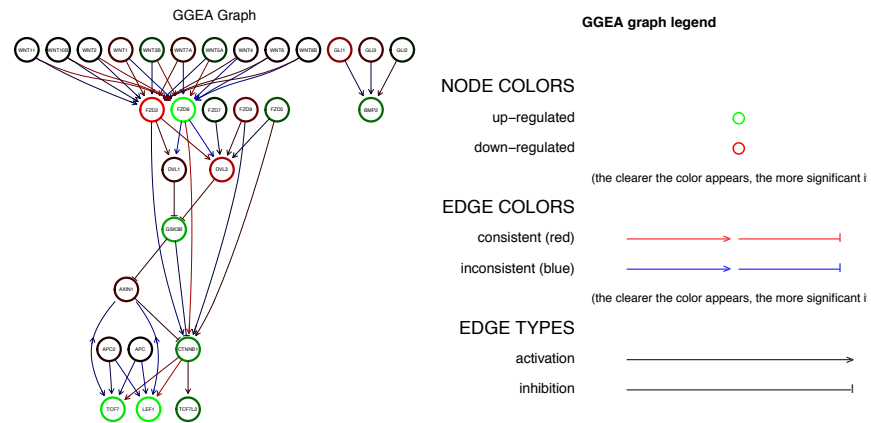 GGEA Graph
WNT11 WNT10B WNT2 WNT1 WNT3B WNT7A WNT5A WNT4 WNT6 WNT8B GLI1 GLI3 GLI2
FZD2 FZD6 FZD7 FZD9 FZD5 BMP2
DVL1 DVL3
GSK3B
AXIN1
APC2 APC CTNNB1
TCF7 LEF1 TCF7L2
GGEA graph legend
NODE COLORS
up−regulated
down−regulated
(the clearer the color appears, the more significant i
EDGE COLORS
consistent (red)
inconsistent (blue)
(the clearer the color appears, the more significant i
EDGE TYPES
activation
inhibition